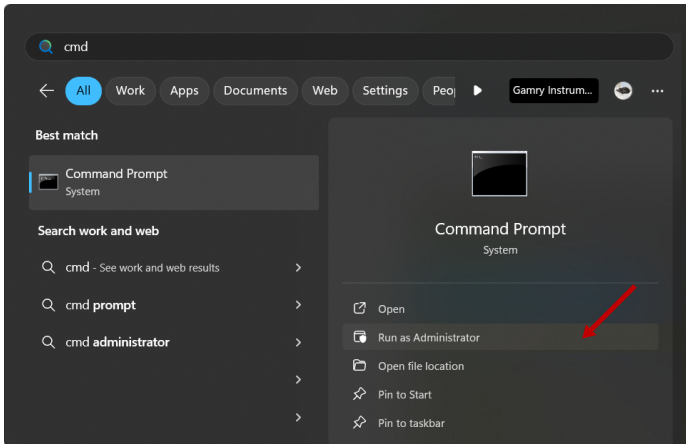 cmd
All Work Apps Documents Web Settings Peo Gamry Instrum... ...
Best match
Command Prompt
System
Search work and web
cmd - See work and web results
cmd prompt
cmd administrator
Command Prompt
System
Open
Run as Administrator
Open file location
Pin to Start
Pin to taskbar